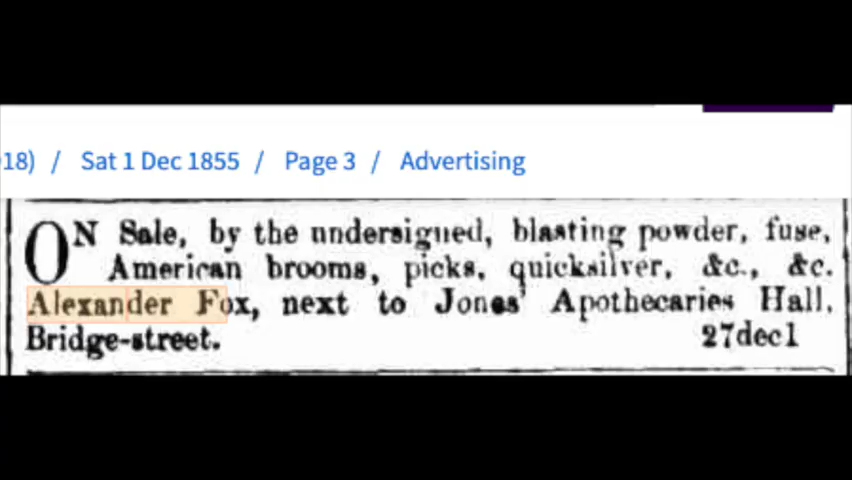 18) / Sat 1 Dec 1855 / Page 3 / Advertising
ON Sale, by the undersigned, blasting powder, fuse,
American brooms, picks, quicksilver, &c., &c.
Alexander Fox, next to Jones' Apothecaries Hall,
Bridge-street. 27dec1